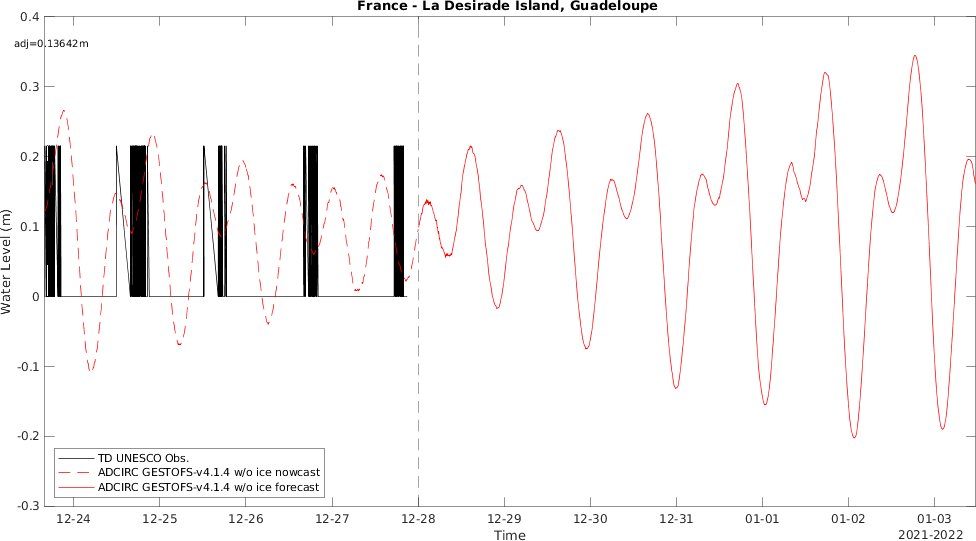 France - La Desirade Island, Guadeloupe
adj=0.13642m
Water Level (m)
0.4
0.3
0.2
0.1
0
-0.1
-0.2
-0.3
TD UNESCO Obs.
ADCIRC GESTOFS-v4.1.4 w/o ice nowcast
ADCIRC GESTOFS-v4.1.4 w/o ice forecast
12-24 12-25 12-26 12-27 12-28 12-29 12-30 12-31 01-01 01-02 01-03
Time
2021-2022